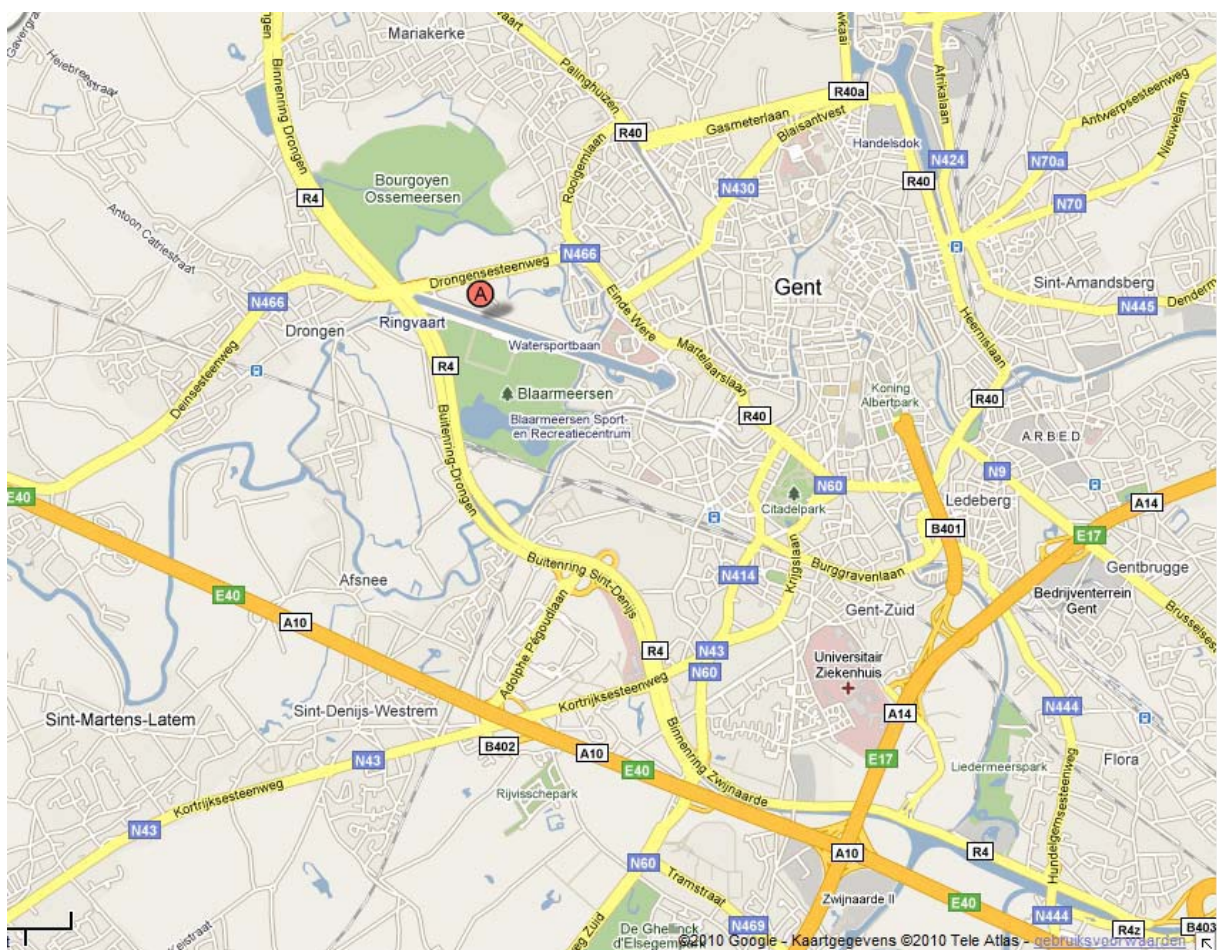 Mariakerke
Palinghuizen
R40a
Afrikalaan
Antwerpsesteenweg
Nieuwelaan
Binnenring Drongen
Gasmeterlaan
Blaisantvest
R40
Handelsdok
N424
N70a
Rooigemlaan
N430
R40
N70
Bourgoyen
Ossemeersen
R4
Antoon Catriestraat
Drongensesteenweg
N466
Gent
Sint-Amandsberg
A
N466
Einde Were
N445
Drongen
Ringvaart
Heernislaan
Watersportbaan
Martelaarslaan
R4
Deinsesteenweg
Blaarmeersen
Koning
Albertpark
R40
Blaarmeersen Sport-
en Recreatiecentrum
R40
ARBED
Buitenring-Drongen
N9
N60
Citadelpark
Ledeberg
E40
A14
B401
E17
Buitenring Sint-Denijs
Burggravenlaan
Gentbrugge
Afsnee
N414
Krijgslaan
E40
Gent-Zuid
Bedrijventerrein
Gent
A10
Adolphe Pégoudlaan
R4
N43
Universitair
Ziekenhuis
N60
Kortrijksesteenweg
Sint-Martens-Latem
Sint-Denijs-Westrem
A14
N444
B402
A10
Binnenring Zwijnaarde
N43
E17
Flora
E40
Liedermeerspark
Kortrijksesteenweg
Rijvisschepark
Hundelgemsesteenweg
N43
N60
A10
R4
Tramstraat
Zwijnaarde II
E40
N469
N444
De Ghellinck
d'Elsegempark
R4z
B403
©2010 Google - Kaartgegevens ©2010 Tele Atlas - gebruiksvoorwaarden